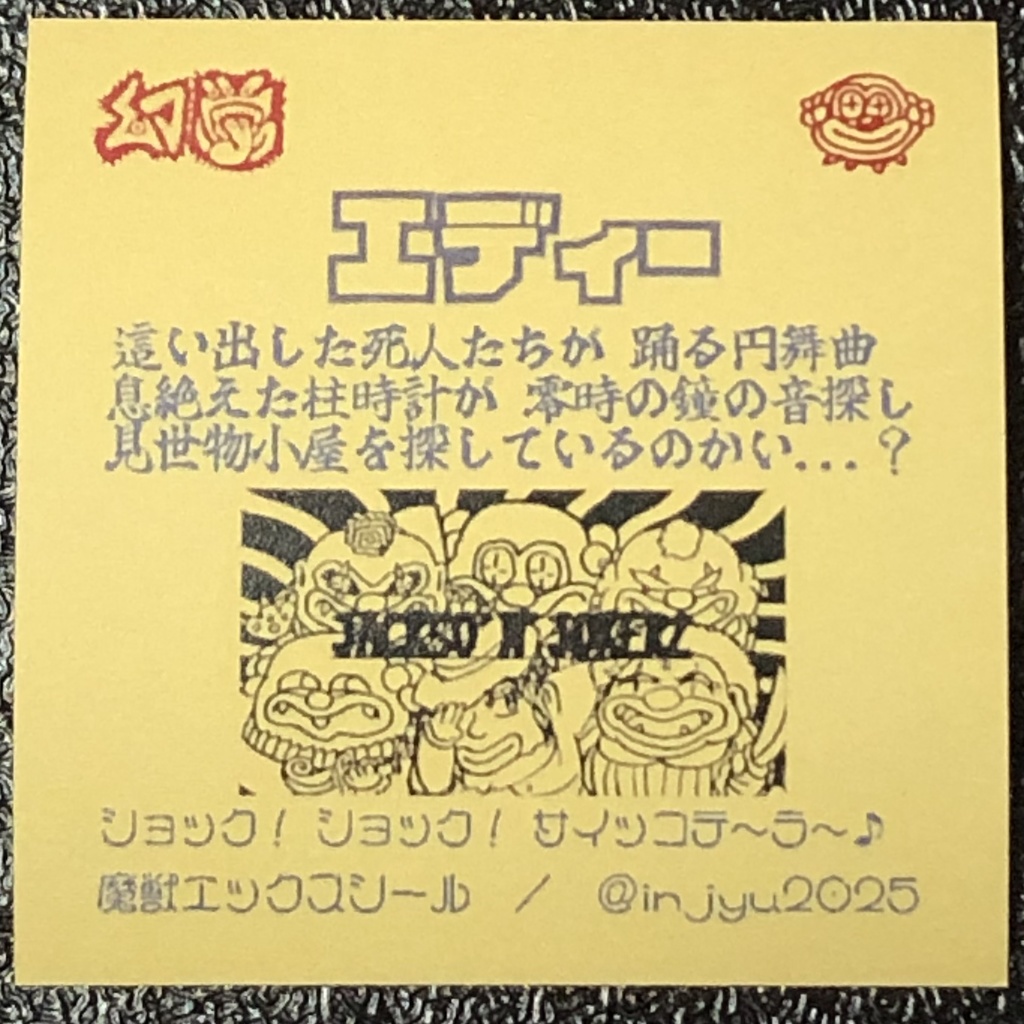 幻覚
エディー
這い出した死人たちが 踊る円舞曲
息絶えた柱時計が 零時の鐘の音探し
見世物小屋を探しているのかい...？
JACKSO'N' JOKERZ
ショック! ショック! サイッコテ〜ラ〜♪
魔獣エックスシール / @in_jyu2025